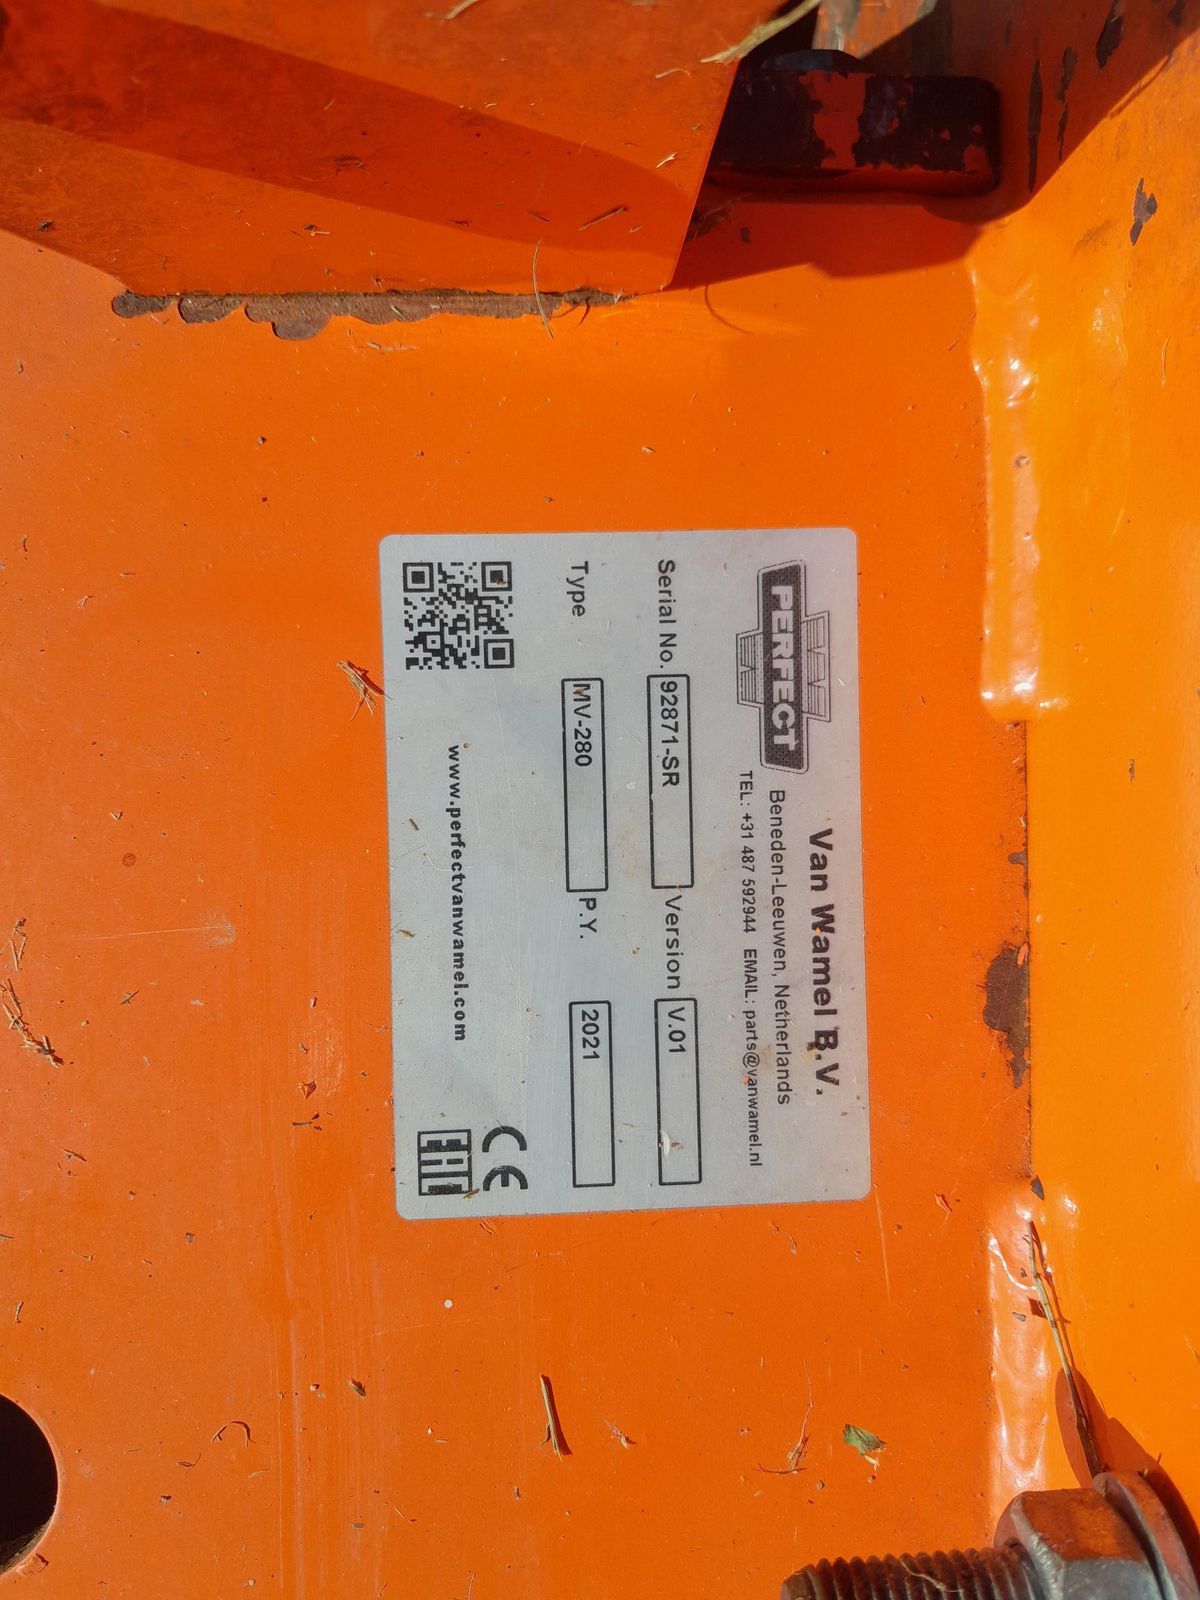 PERFECT
Van Wamel B.V.
Beneden-Leeuwen, Netherlands
TEL: +31 487 592944 EMAIL: parts@vanwamel.nl
Serial No. 92871-SR Version V.01
Type MV-280 P.Y. 2021
www.perfectvanwamel.com
CE
EAC